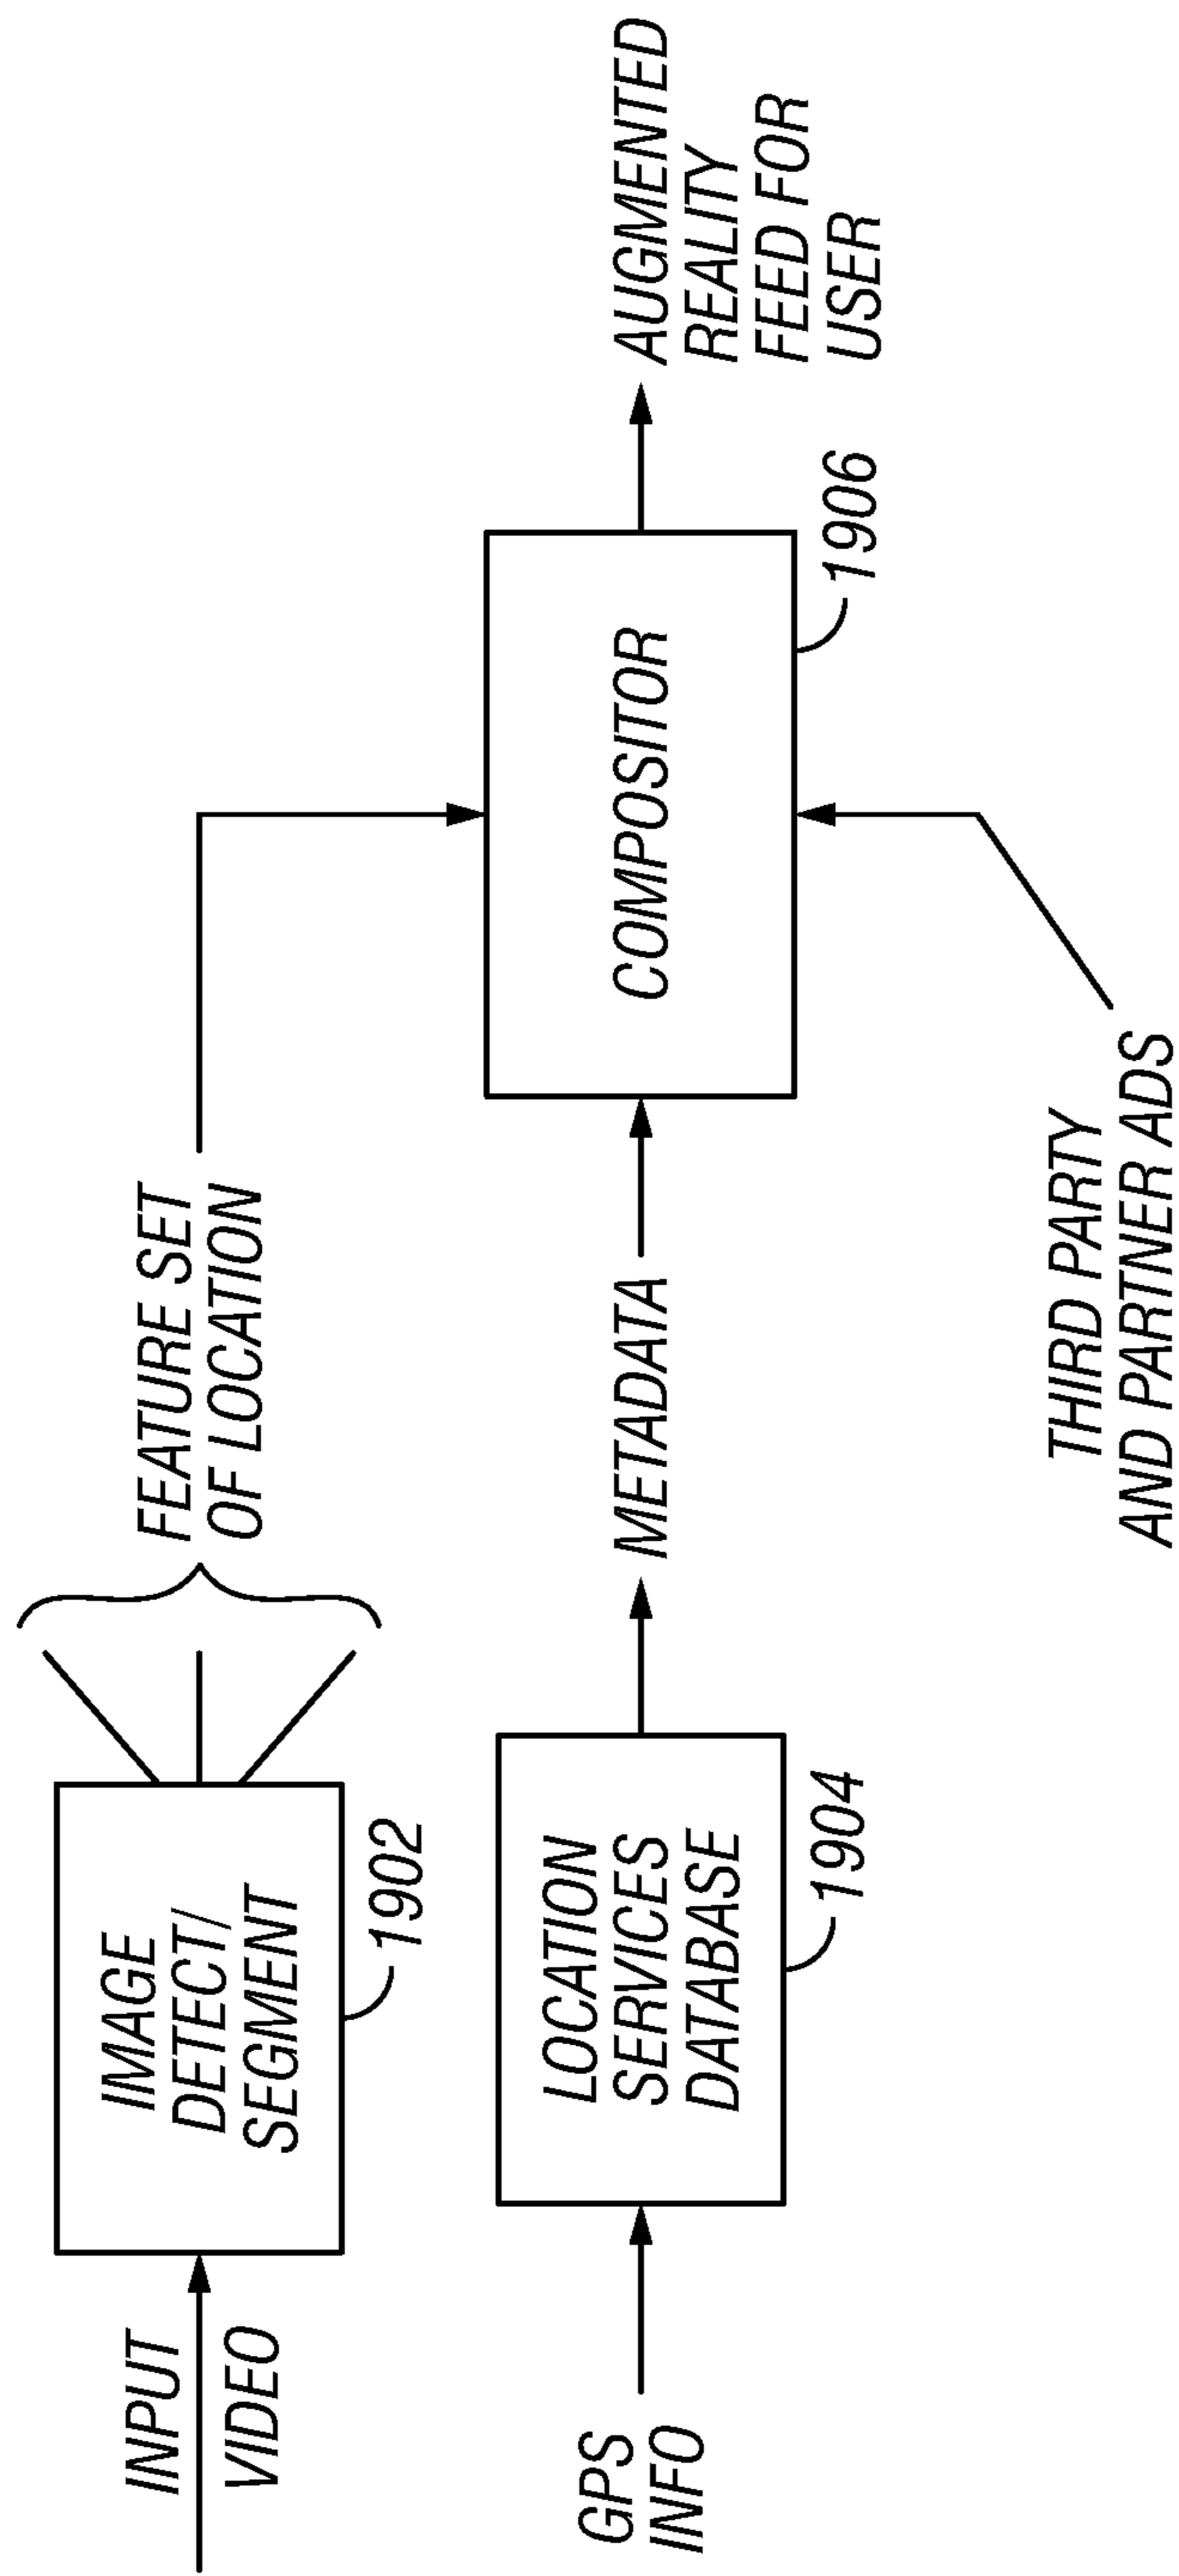 INPUT
VIDEO
IMAGE
DETECT/
SEGMENT
1902
FEATURE SET
OF LOCATION
GPS
INFO
LOCATION
SERVICES
DATABASE
1904
METADATA
COMPOSITOR
1906
THIRD PARTY
AND PARTNER ADS
AUGMENTED
REALITY
FEED FOR
USER